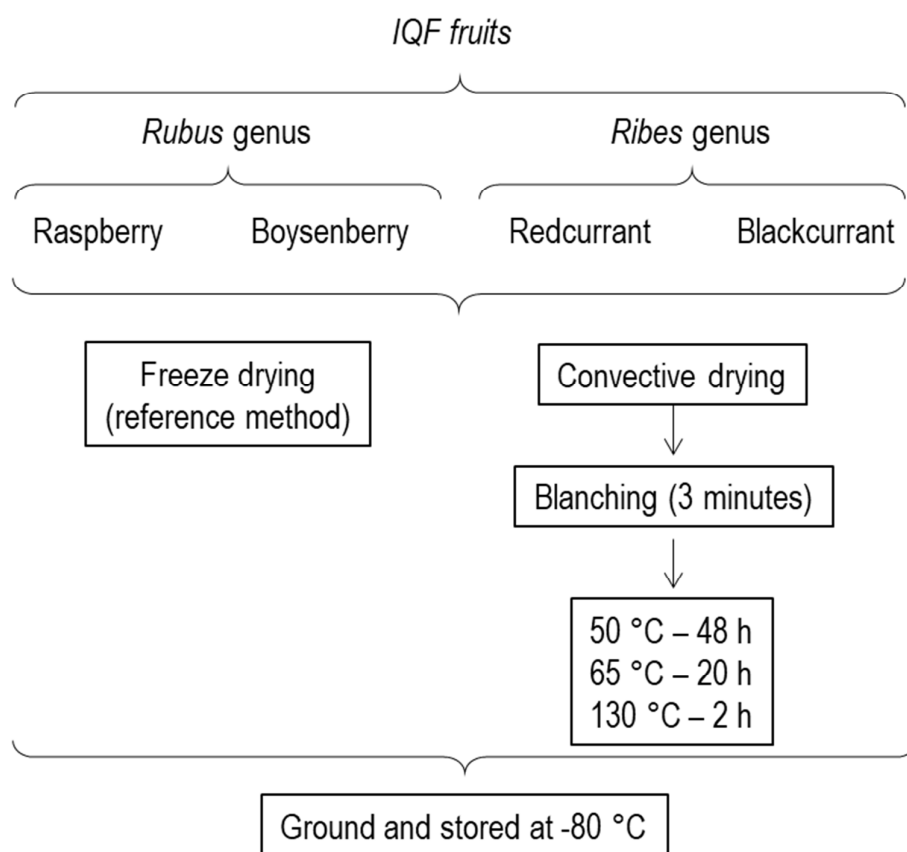 IQF fruits
Rubus genus
Ribes genus
Raspberry
Boysenberry
Redcurrant
Blackcurrant
Freeze drying
(reference method)
Convective drying
Blanching (3 minutes)
50 °C – 48 h
65 °C – 20 h
130 °C – 2 h
Ground and stored at -80 °C